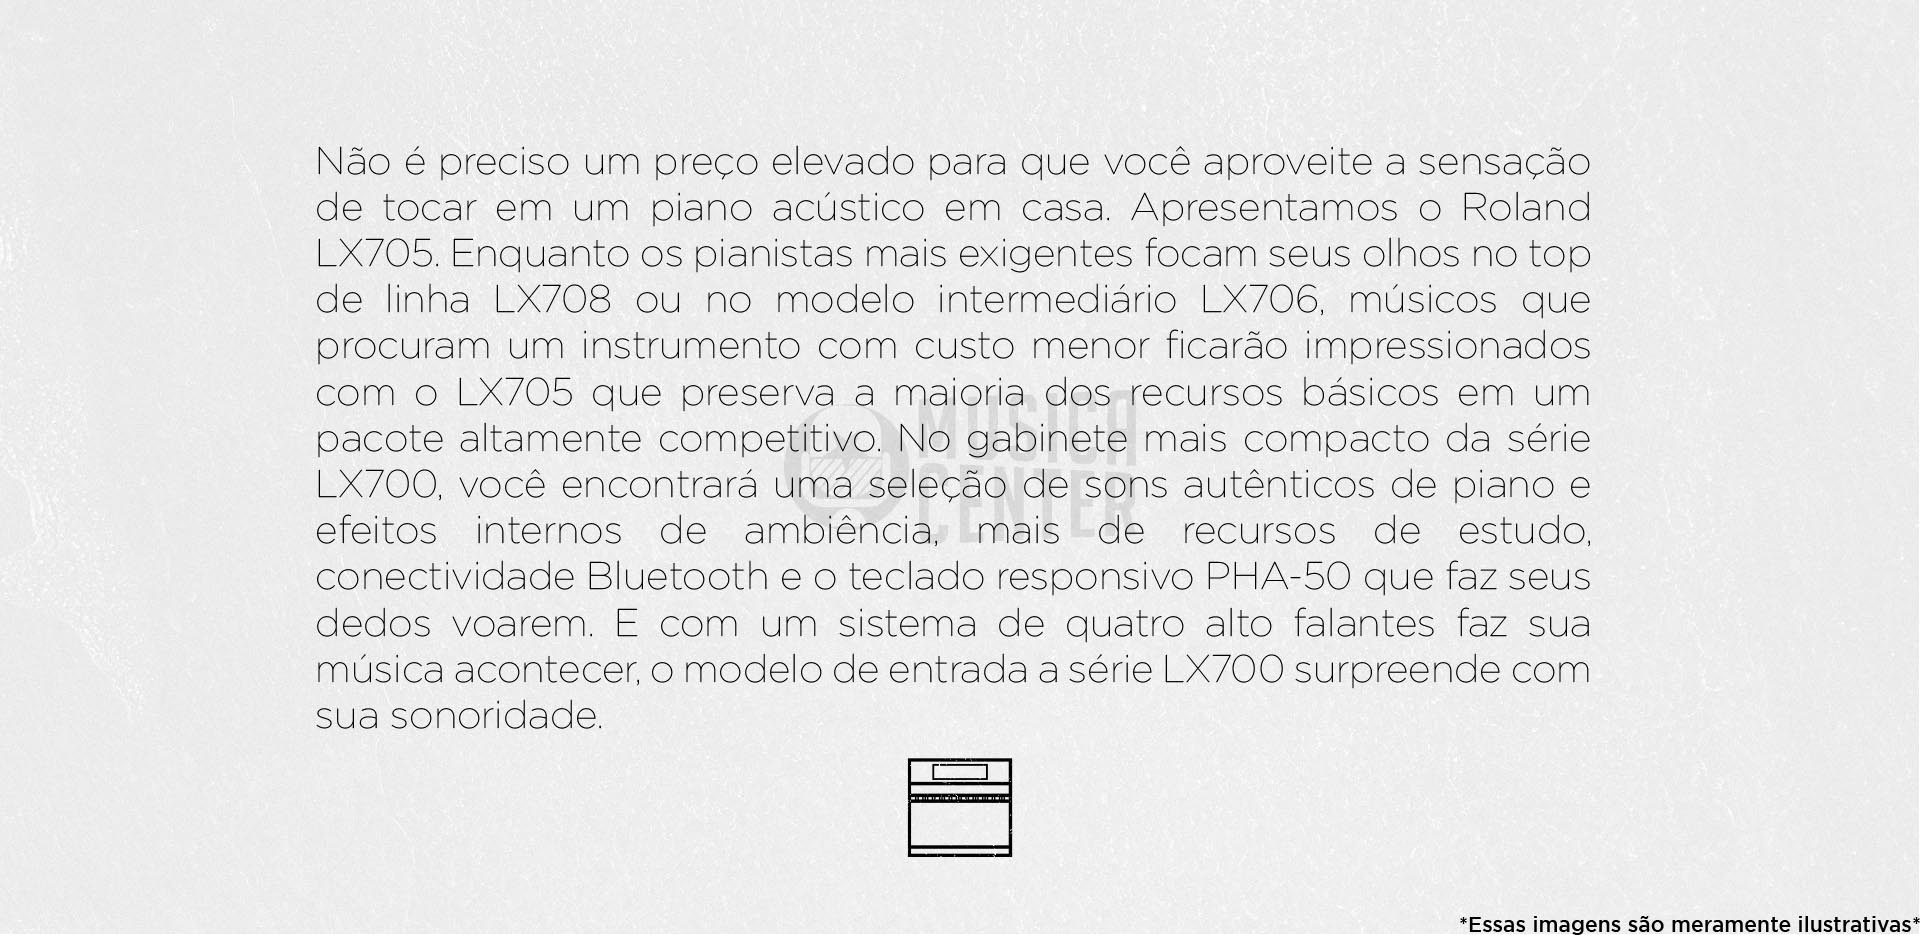 Não é preciso um preço elevado para que você aproveite a sensação
de tocar em um piano acústico em casa. Apresentamos o Roland
LX705. Enquanto os pianistas mais exigentes focam seus olhos no top
de linha LX708 ou no modelo intermediário LX706, músicos que
procuram um instrumento com custo menor ficarão impressionados
com o LX705 que preserva a maioria dos recursos básicos em um
pacote altamente competitivo. No gabinete mais compacto da série
LX700, você encontrará uma seleção de sons autênticos de piano e
efeitos internos de ambiência, mais de recursos de estudo,
conectividade Bluetooth e o teclado responsivo PHA-50 que faz seus
dedos voarem. E com um sistema de quatro alto falantes faz sua
música acontecer, o modelo de entrada a série LX700 surpreende com
sua sonoridade.
MÚSICA
CENTER
*Essas imagens são meramente ilustrativas*